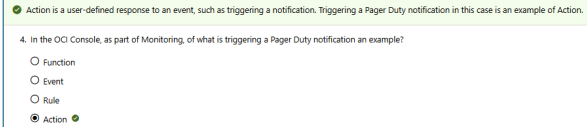 Action is a user-defined response to an event, such as triggering a notification. Triggering a Pager Duty notification in this case is an example of Action.
4. In the OCI Console, as part of Monitoring, of what is triggering a Pager Duty notification an example?
Function
Event
Rule
Action